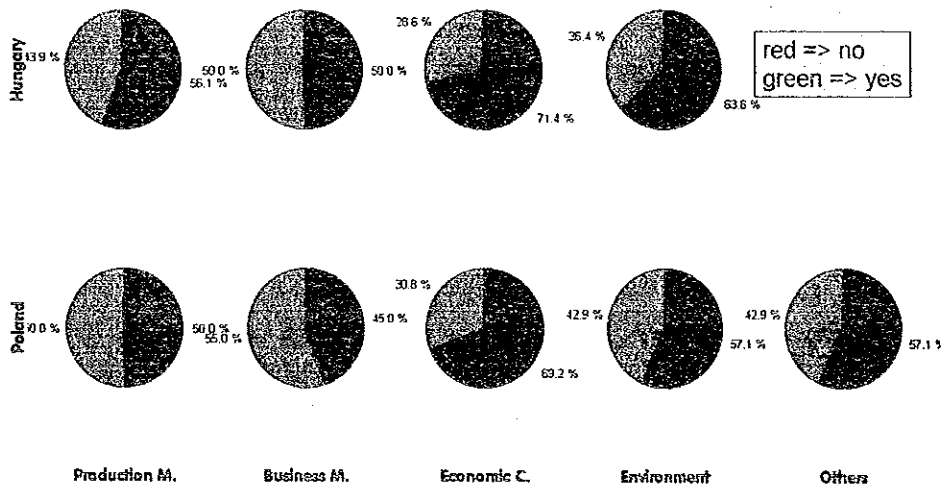 Hungary
43.9 %
56.1 %
50.0 %
50.0 %
28.6 %
71.4 %
36.4 %
63.6 %
red => no
green => yes
Poland
50.0 %
50.0 %
55.0 %
45.0 %
30.8 %
69.2 %
42.9 %
57.1 %
42.9 %
57.1 %
Production M.
Business M.
Economic C.
Environment
Others